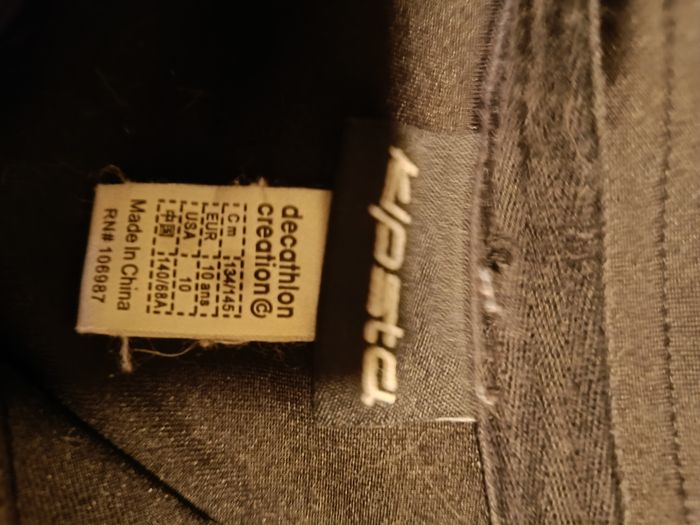 kipsta
decathlon
creation©
Cm 134/145
EUR 10 ans
USA 10
中国 140/68A
Made In China
RN# 106987